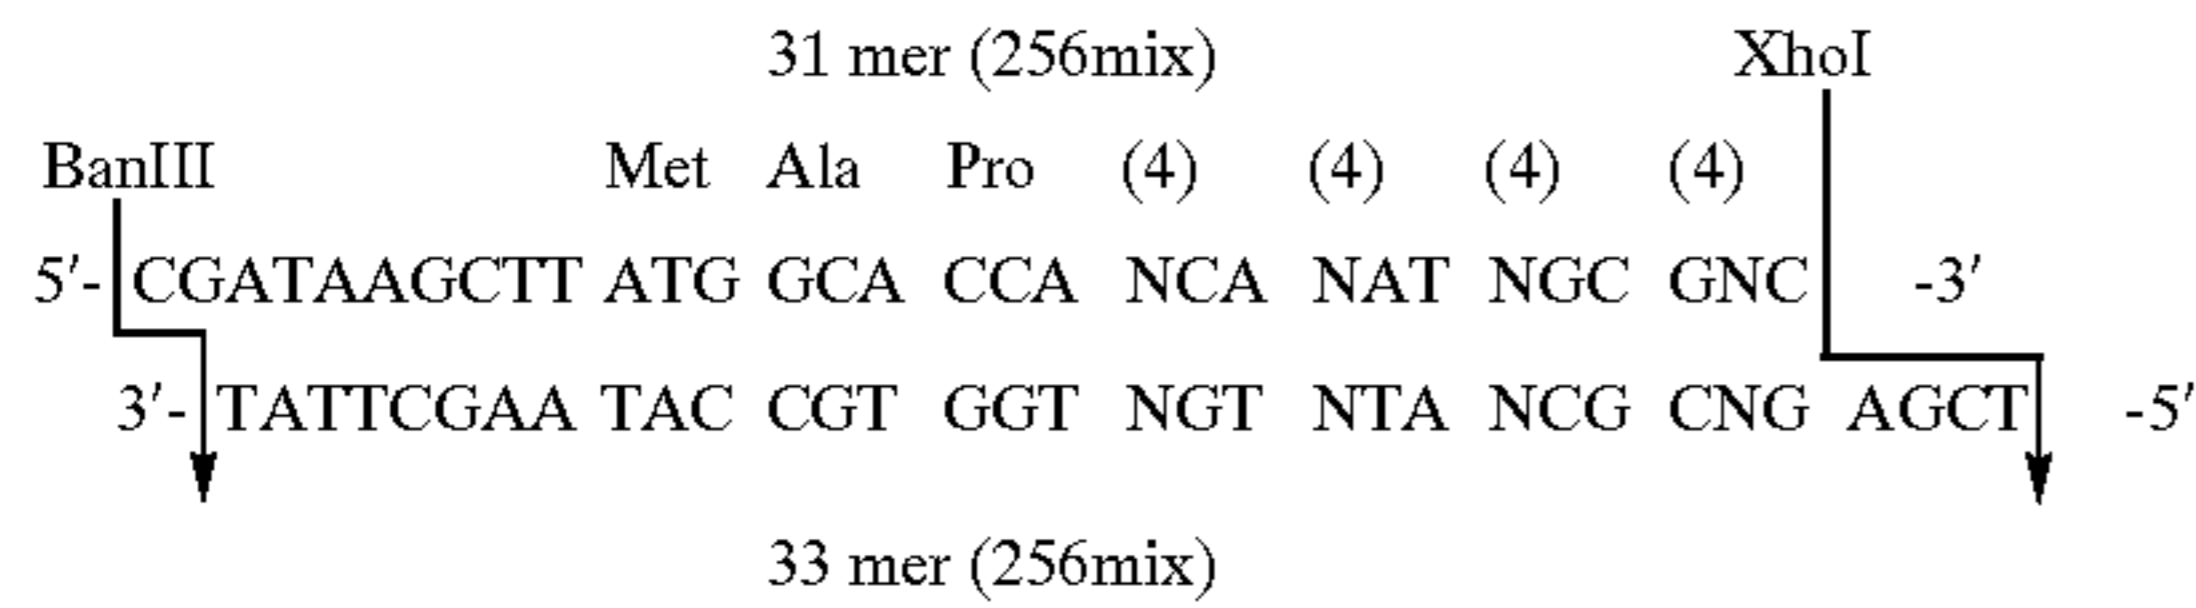 31 mer (256mix) XhoI
BanIII Met Ala Pro (4) (4) (4) (4)
5′- CGATAAGCTT ATG GCA CCA NCA NAT NGC GNC -3′
3′- TATTCGAA TAC CGT GGT NGT NTA NCG CNG AGCT -5′
33 mer (256mix)